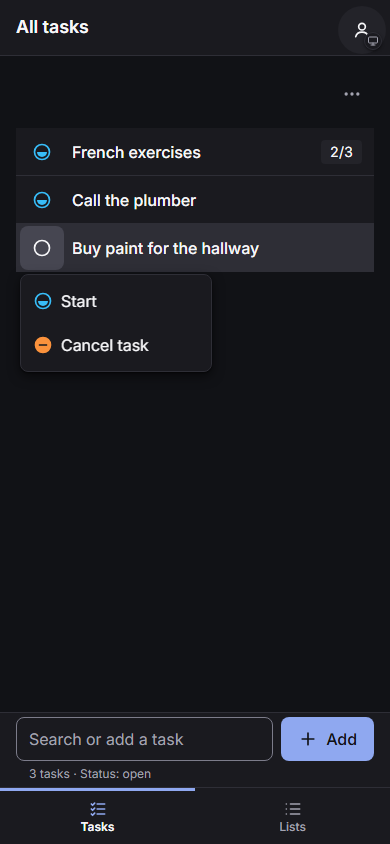 All tasks
French exercises 2/3
Call the plumber
Buy paint for the hallway
Start
Cancel task
Search or add a task
Add
3 tasks · Status: open
Tasks
Lists